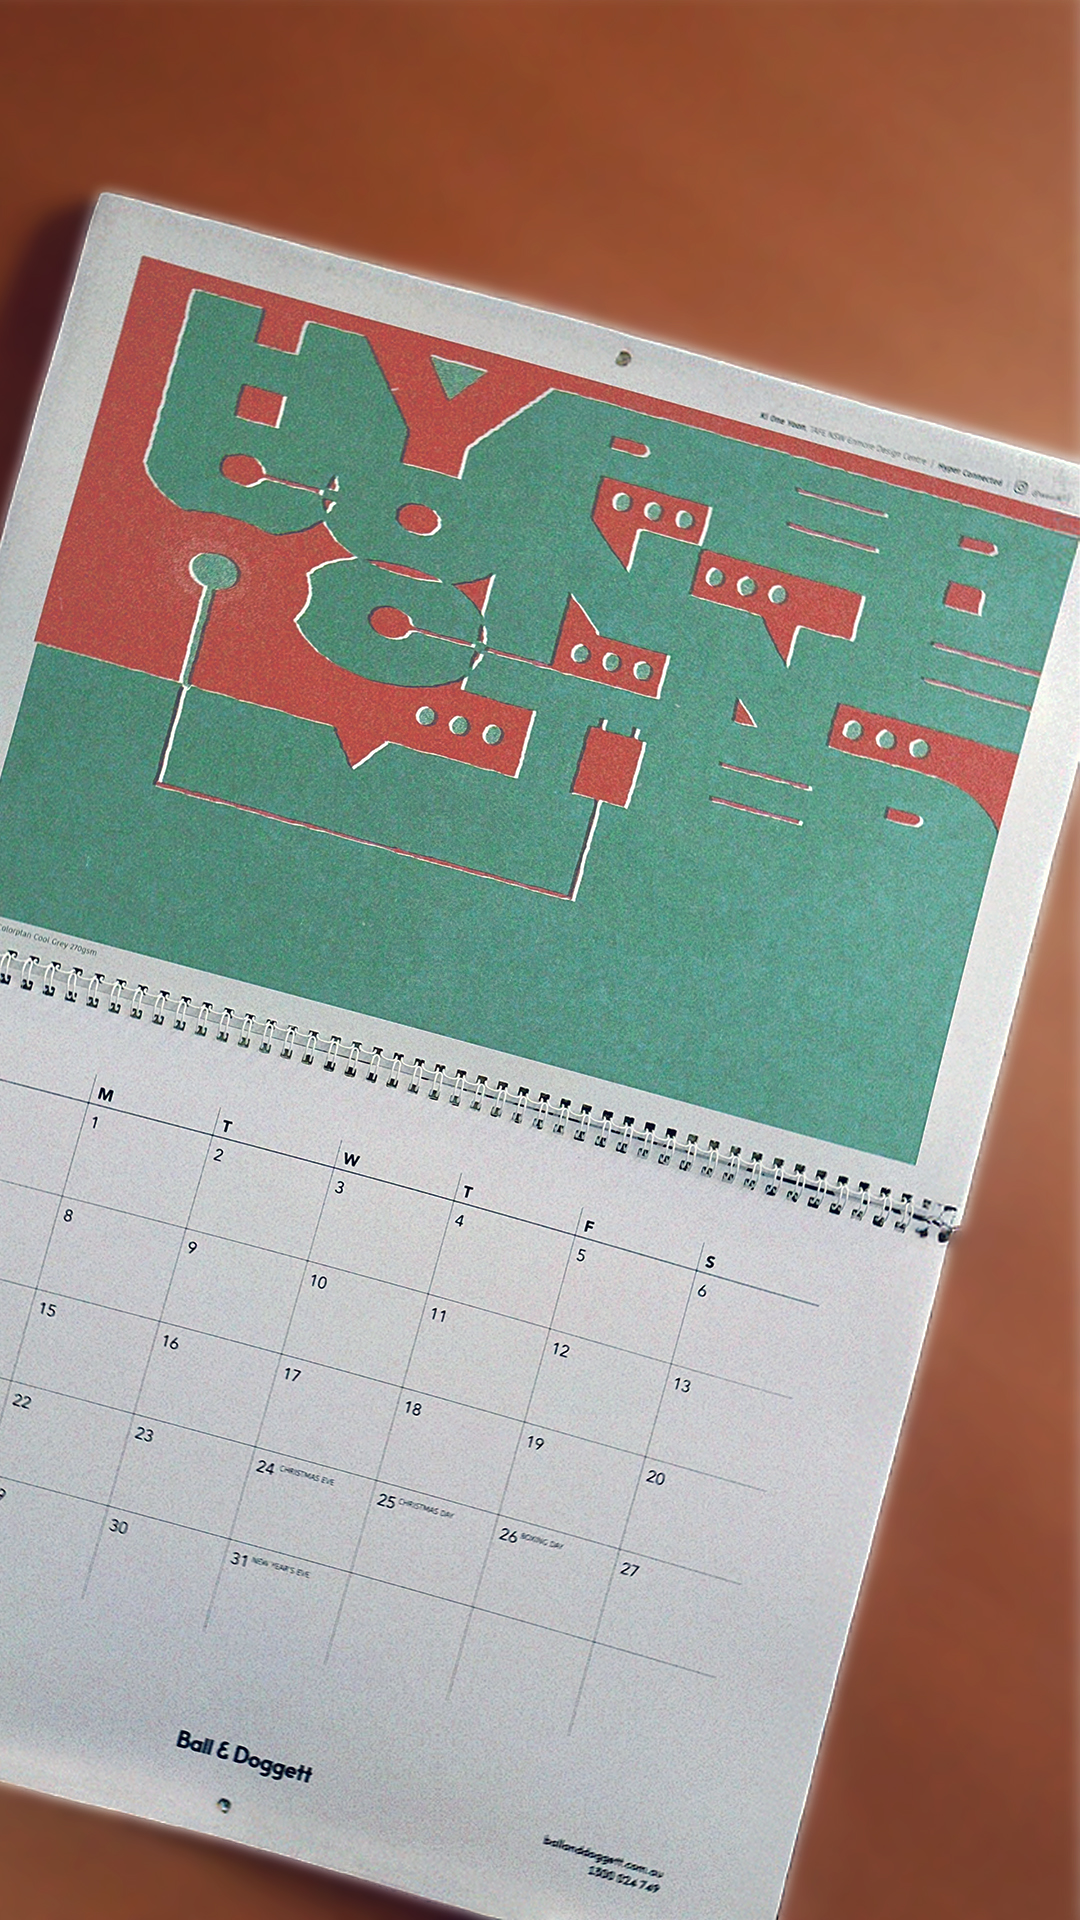 Ki One Yoon, TAFE NSW Enmore Design Centre | Hyper Connected |
HYPER
CONNECTED
Colorplan Cool Grey 270gsm
M T W T F S
1 2 3 4 5 6
8 9 10 11 12 13
15 16 17 18 19 20
22 23 24 CHRISTMAS EVE 25 CHRISTMAS DAY 26 BOXING DAY 27
30 31 NEW YEAR'S EVE
Ball & Doggett
ballanddoggett.com.au
1300 024 749